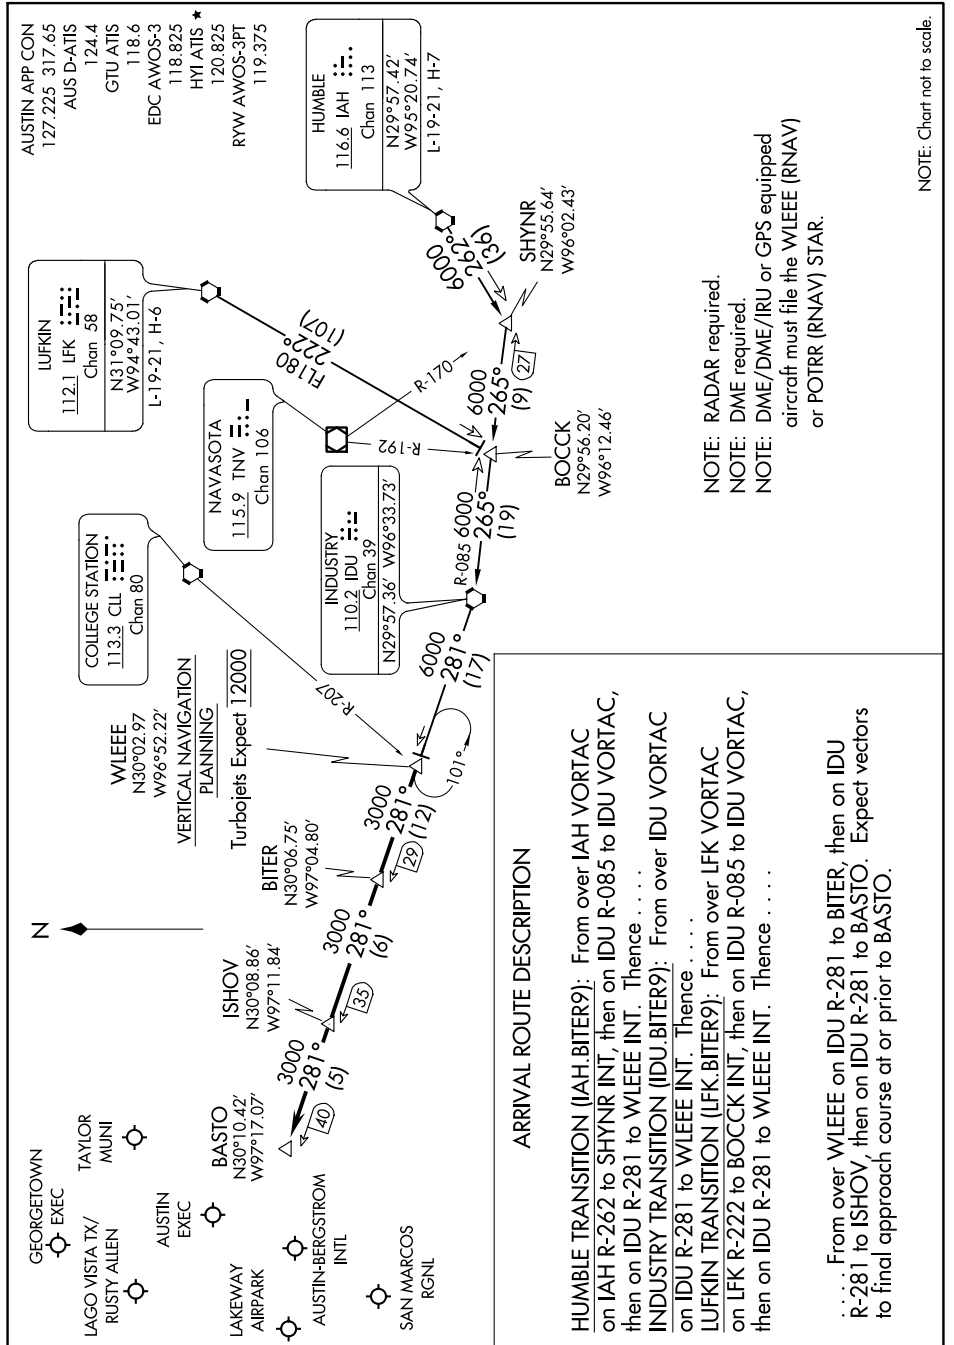 AUSTIN APP CON
127.225 317.65
AUS D-ATIS
124.4
GTU ATIS
118.6
EDC AWOS-3
118.825
HYI ATIS ★
120.825
RYW AWOS-3PT
119.375
HUMBLE
116.6 IAH
Chan 113
N29°57.42'
W95°20.74'
L-19-21, H-7
LUFKIN
112.1 LFK
Chan 58
N31°09.75'
W94°43.01'
L-19-21, H-6
NAVASOTA
115.9 TNV
Chan 106
COLLEGE STATION
113.3 CLL
Chan 80
INDUSTRY
110.2 IDU
Chan 39
N29°57.36' W96°33.73'
6000
262°
(36)
SHYNR
N29°55.64'
W96°02.43'
FL180
222°
(107)
R-170
R-192
6000
265°
(9)
27
BOCCK
N29°56.20'
W96°12.46'
R-085
6000
265°
(19)
6000
281°
(17)
R-207
101°
WLEEE
N30°02.97
W96°52.22'
VERTICAL NAVIGATION
PLANNING
Turbojets Expect 12000
3000
281°
(12)
29
BITER
N30°06.75'
W97°04.80'
3000
281°
(6)
35
ISHOV
N30°08.86'
W97°11.84'
3000
281°
(5)
40
BASTO
N30°10.42'
W97°17.07'
N
GEORGETOWN
EXEC
TAYLOR
MUNI
LAGO VISTA TX/
RUSTY ALLEN
AUSTIN
EXEC
LAKEWAY
AIRPARK
AUSTIN-BERGSTROM
INTL
SAN MARCOS
RGNL
NOTE: RADAR required.
NOTE: DME required.
NOTE: DME/DME/IRU or GPS equipped
aircraft must file the WLEEE (RNAV)
or POTRR (RNAV) STAR.
NOTE: Chart not to scale.
ARRIVAL ROUTE DESCRIPTION
HUMBLE TRANSITION (IAH.BITER9): From over IAH VORTAC
on IAH R-262 to SHYNR INT, then on IDU R-085 to IDU VORTAC,
then on IDU R-281 to WLEEE INT. Thence . . . .
INDUSTRY TRANSITION (IDU.BITER9): From over IDU VORTAC
on IDU R-281 to WLEEE INT. Thence . . . .
LUFKIN TRANSITION (LFK.BITER9): From over LFK VORTAC
on LFK R-222 to BOCCK INT, then on IDU R-085 to IDU VORTAC,
then on IDU R-281 to WLEEE INT. Thence . . . .
. . . . From over WLEEE on IDU R-281 to BITER, then on IDU
R-281 to ISHOV, then on IDU R-281 to BASTO. Expect vectors
to final approach course at or prior to BASTO.